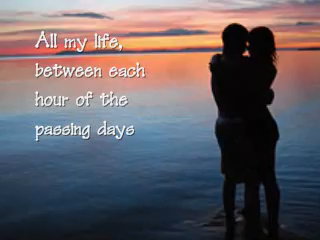 All my life,
between each
hour of the
passing days